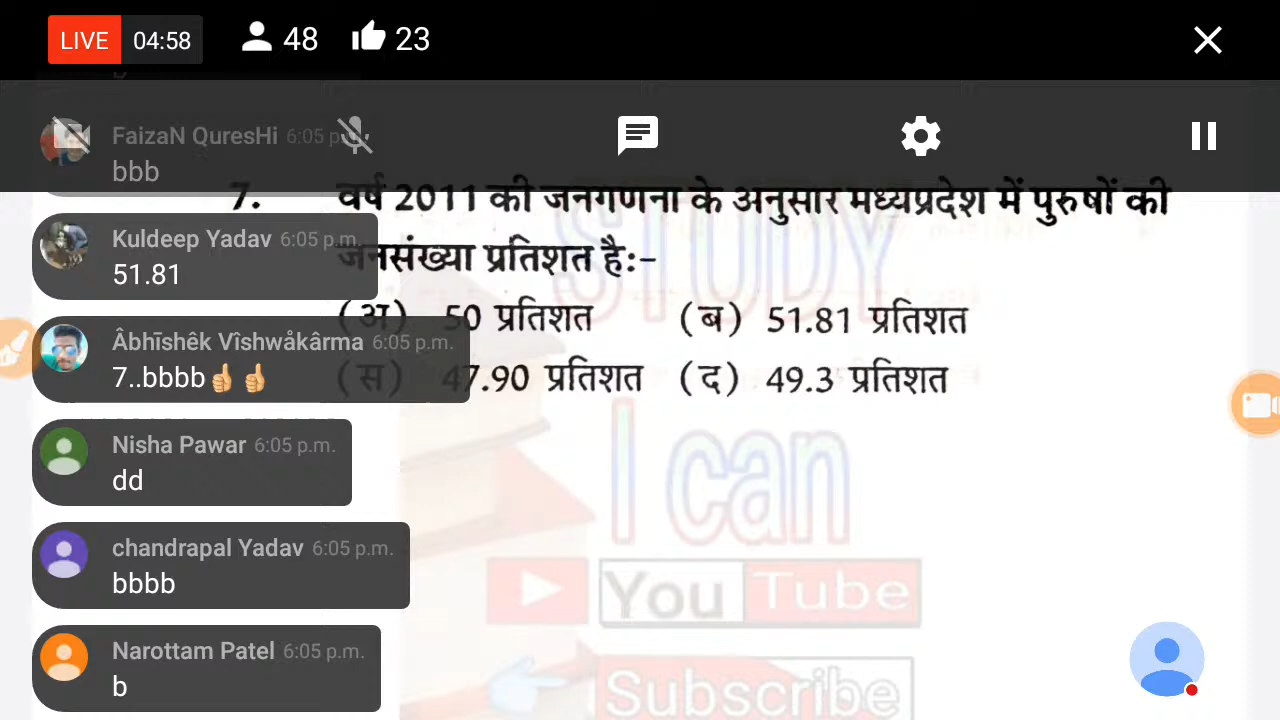 LIVE 04:58 48 23
b
FaizaN QuresHi 6:05 p.m.
bbb
7. वर्ष 2011 की जनगणना के अनुसार मध्यप्रदेश में पुरुषों की
जनसंख्या प्रतिशत है:-
(अ) 50 प्रतिशत (ब) 51.81 प्रतिशत
(स) 47.90 प्रतिशत (द) 49.3 प्रतिशत
Kuldeep Yadav 6:05 p.m.
51.81
Âbhīshêk Vîshwåkârma 6:05 p.m.
7..bbbb👍👍
Nisha Pawar 6:05 p.m.
dd
chandrapal Yadav 6:05 p.m.
bbbb
Narottam Patel 6:05 p.m.
b
STUDY
I can
You Tube
Subscribe